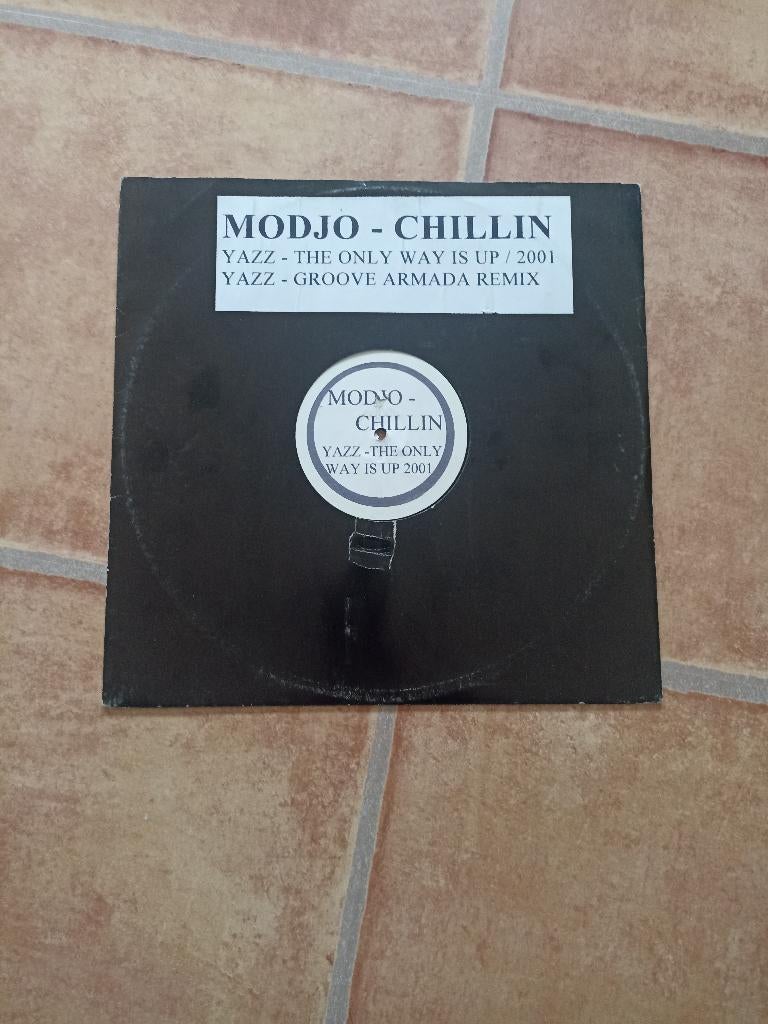 MODJO - CHILLIN
YAZZ - THE ONLY WAY IS UP / 2001
YAZZ - GROOVE ARMADA REMIX
MODJO -
CHILLIN
YAZZ -THE ONLY
WAY IS UP 2001